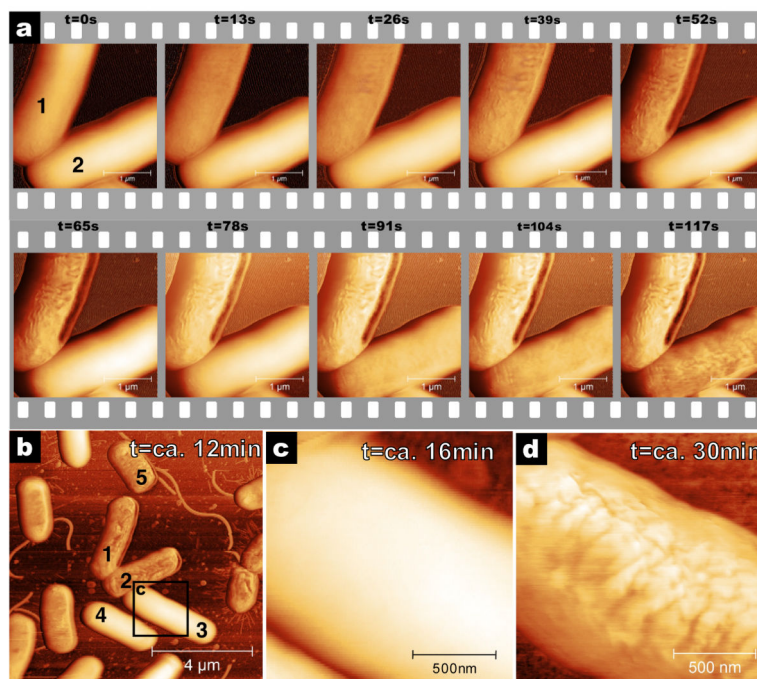 a
t=0s t=13s t=26s t=39s t=52s
1
2
1 µm 1 µm 1 µm 1 µm 1 µm
t=65s t=78s t=91s t=104s t=117s
1 µm 1 µm 1 µm 1 µm 1 µm
b t=ca. 12min
5
1
2
c
4
3
4 µm
c t=ca. 16min
500nm
d t=ca. 30min
500 nm